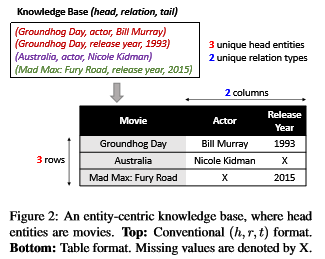 Knowledge Base (head, relation, tail)
(Groundhog Day, actor, Bill Murray)
(Groundhog Day, release year, 1993)
(Australia, actor, Nicole Kidman)
(Mad Max: Fury Road, release year, 2015)
3 unique head entities
2 unique relation types
2 columns
Movie Actor Release Year
3 rows
Groundhog Day Bill Murray 1993
Australia Nicole Kidman X
Mad Max: Fury Road X 2015
Figure 2: An entity-centric knowledge base, where head
entities are movies. Top: Conventional (h, r, t) format.
Bottom: Table format. Missing values are denoted by X.